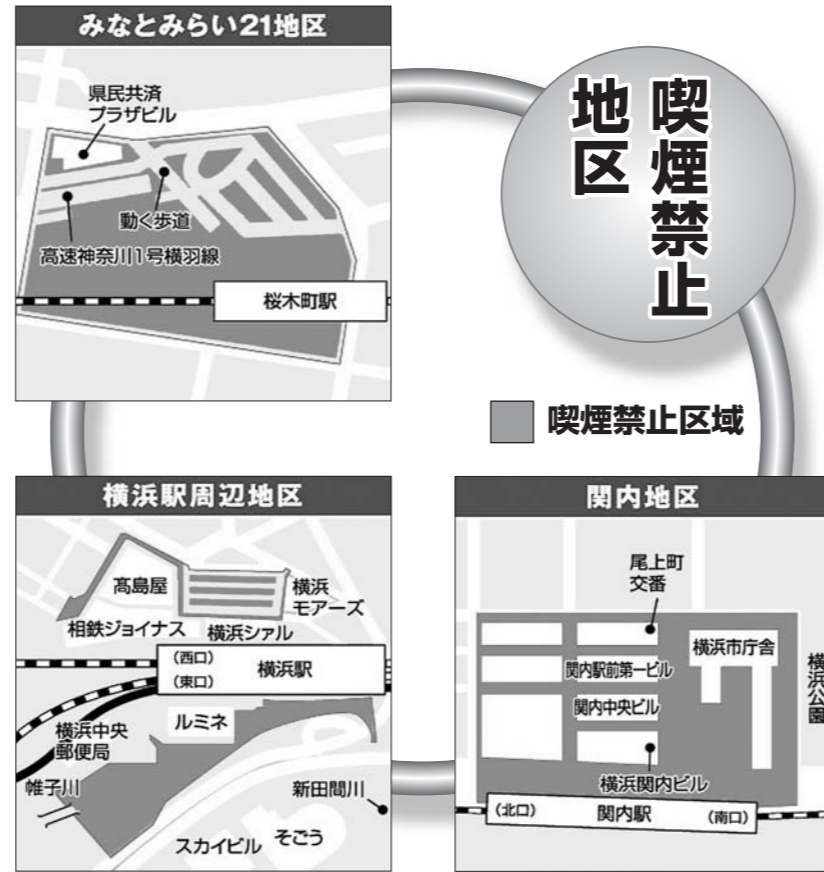 みなとみらい21地区
県民共済
プラザビル
動く歩道
高速神奈川1号横羽線
桜木町駅
喫煙禁止
地区
喫煙禁止区域
横浜駅周辺地区
髙島屋
横浜
モアーズ
相鉄ジョイナス
横浜シァル
(西口)
横浜駅
(東口)
ルミネ
横浜中央
郵便局
帷子川
新田間川
スカイビル
そごう
関内地区
尾上町
交番
横浜市庁舎
横浜公園
関内駅前第一ビル
関内中央ビル
横浜関内ビル
(北口)
関内駅
(南口)